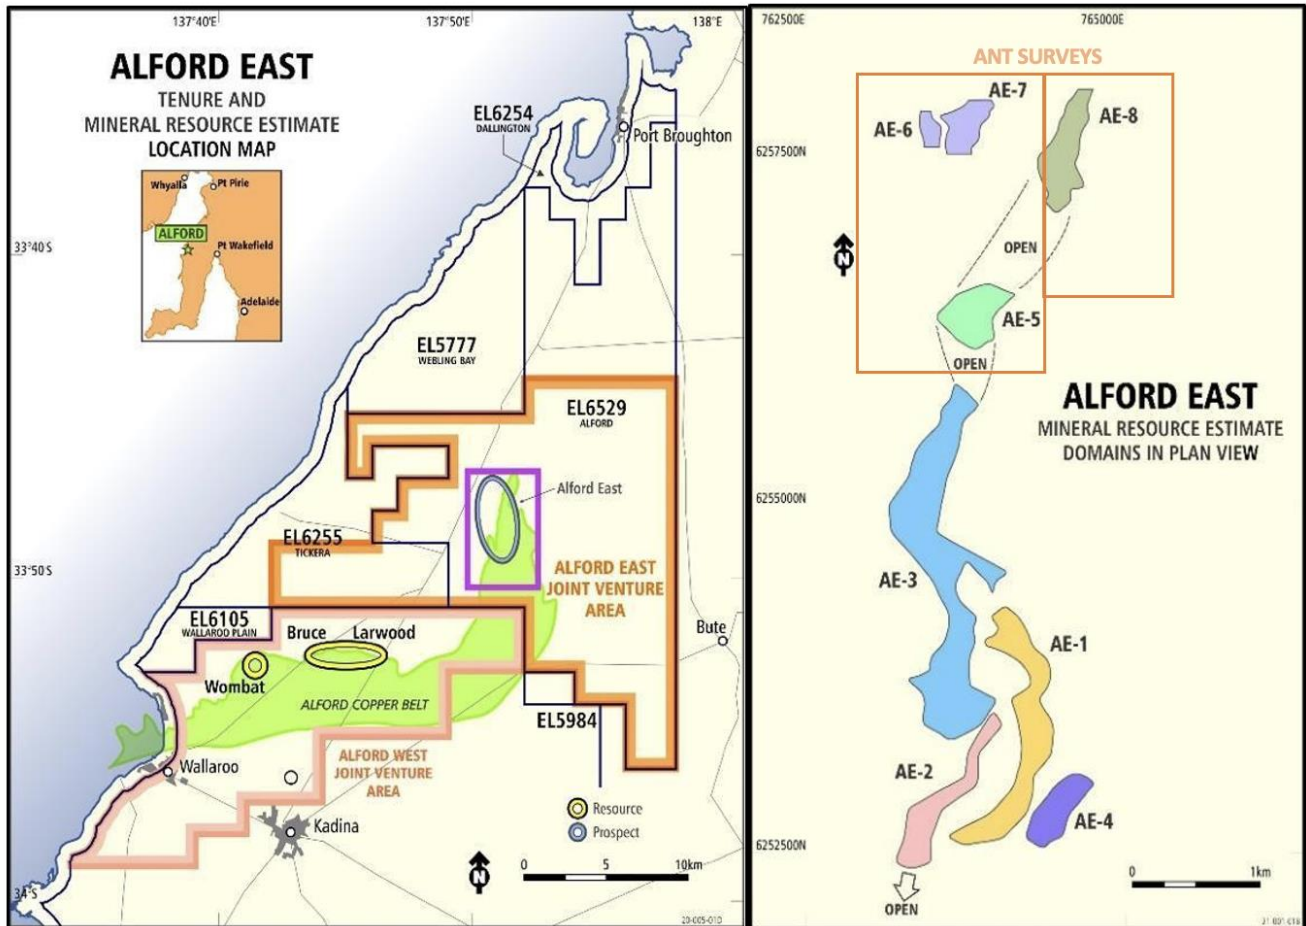 137°40'E
137°50'E
138°E
ALFORD EAST
TENURE AND
MINERAL RESOURCE ESTIMATE
LOCATION MAP
Whyalla
Pt Pirie
ALFORD
Pt Wakefield
Adelaide
EL6254
DALLINGTON
Port Broughton
33°40'S
EL5777
WEBLING BAY
EL6529
ALFORD
Alford East
EL6255
TICKERA
33°50'S
ALFORD EAST
JOINT VENTURE
AREA
EL6105
WALLAROO PLAIN
Bruce
Larwood
Bute
Wombat
ALFORD COPPER BELT
EL5984
Wallaroo
ALFORD WEST
JOINT VENTURE
AREA
Resource
Prospect
Kadina
N
0 5 10km
34°S
20-005-01D
762500E
765000E
ANT SURVEYS
AE-7
AE-6
AE-8
6257500N
N
OPEN
AE-5
OPEN
ALFORD EAST
MINERAL RESOURCE ESTIMATE
DOMAINS IN PLAN VIEW
6255000N
AE-3
AE-1
AE-2
AE-4
6252500N
0 1km
OPEN